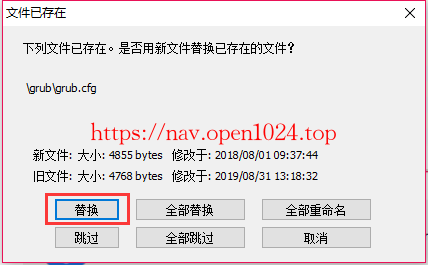 文件已存在
下列文件已存在。是否用新文件替换已存在的文件？
\grub\grub.cfg
https://nav.open1024.top
新文件: 大小: 4855 bytes 修改于: 2018/08/01 09:37:44
旧文件: 大小: 4768 bytes 修改于: 2019/08/31 13:18:32
替换 全部替换 全部重命名
跳过 全部跳过 取消